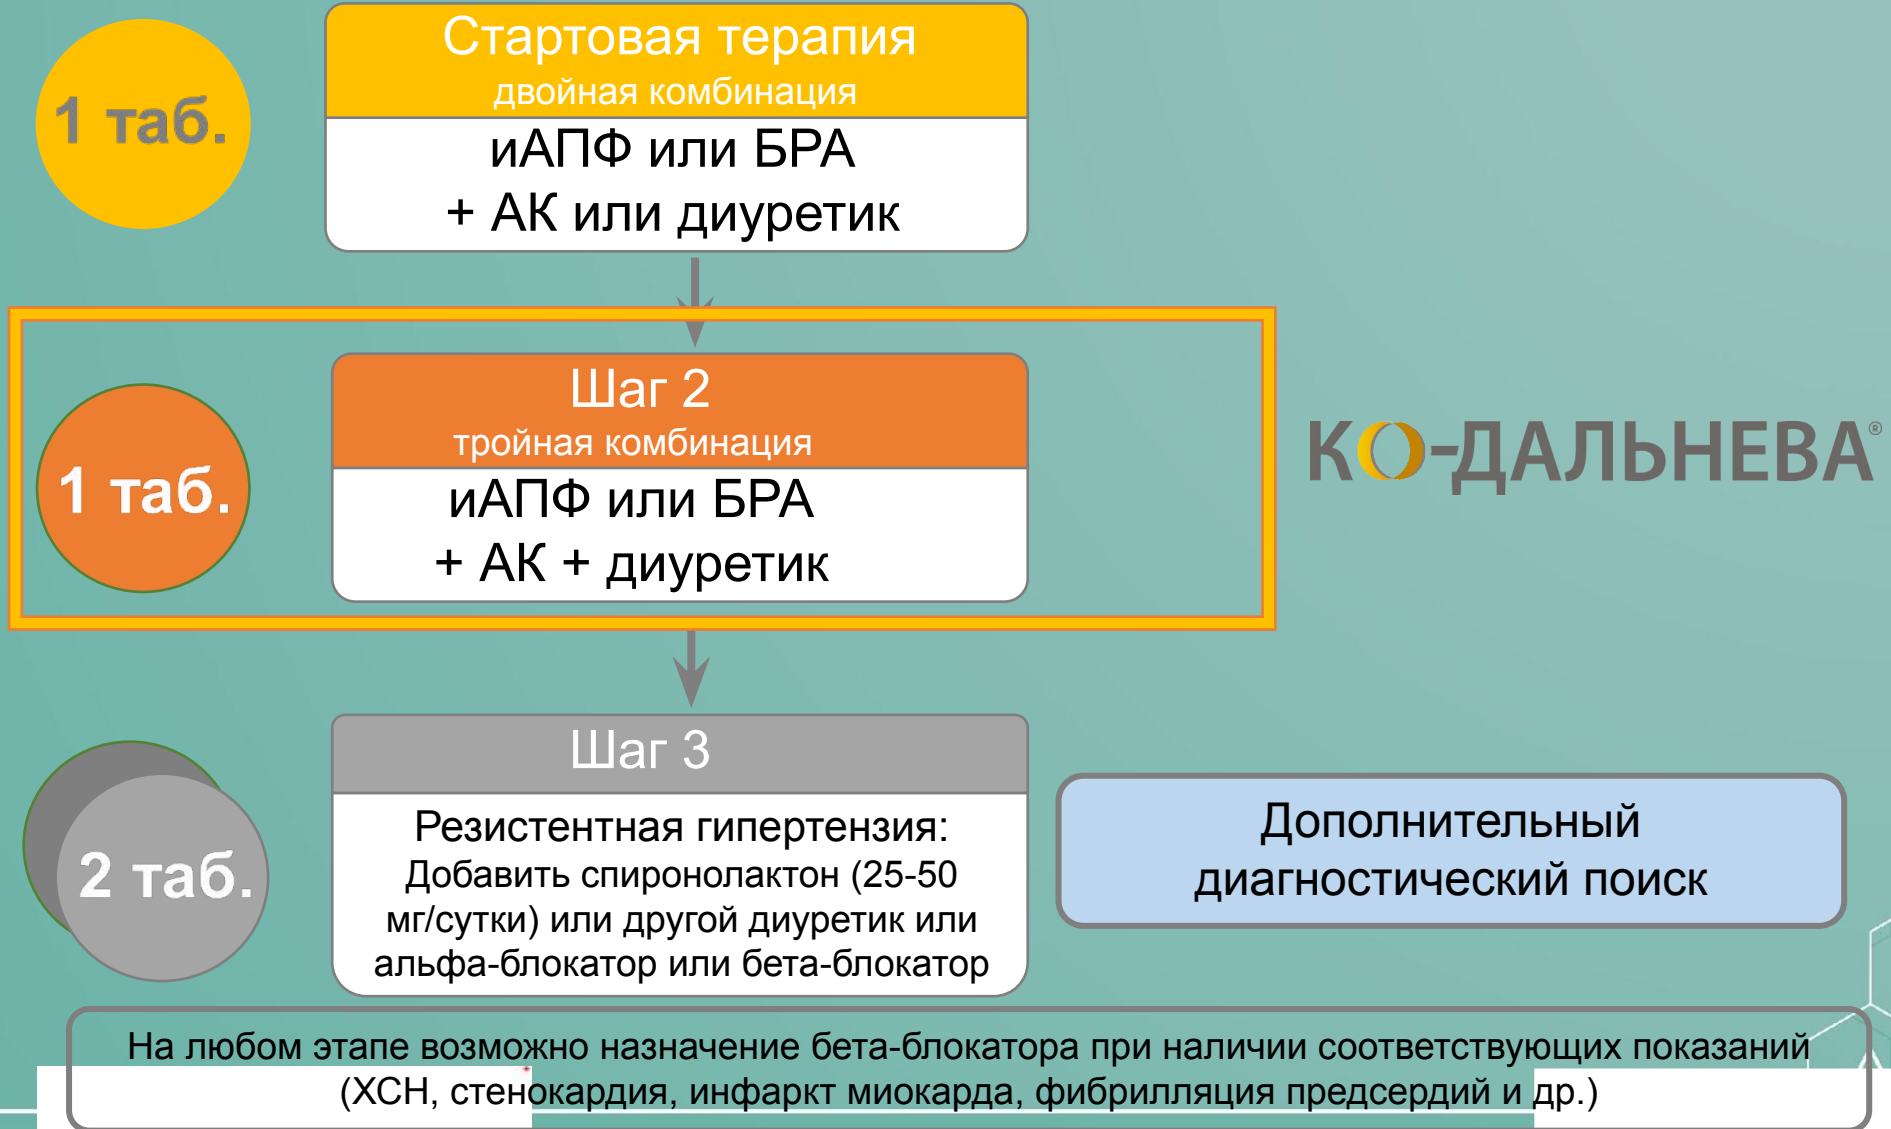 1 таб.
Стартовая терапия
двойная комбинация
иАПФ или БРА
+ АК или диуретик
1 таб.
Шаг 2
тройная комбинация
иАПФ или БРА
+ АК + диуретик
КО-ДАЛЬНЕВА®
2 таб.
Шаг 3
Резистентная гипертензия:
Добавить спиронолактон (25-50
мг/сутки) или другой диуретик или
альфа-блокатор или бета-блокатор
Дополнительный
диагностический поиск
На любом этапе возможно назначение бета-блокатора при наличии соответствующих показаний
(ХСН, стенокардия, инфаркт миокарда, фибрилляция предсердий и др.)